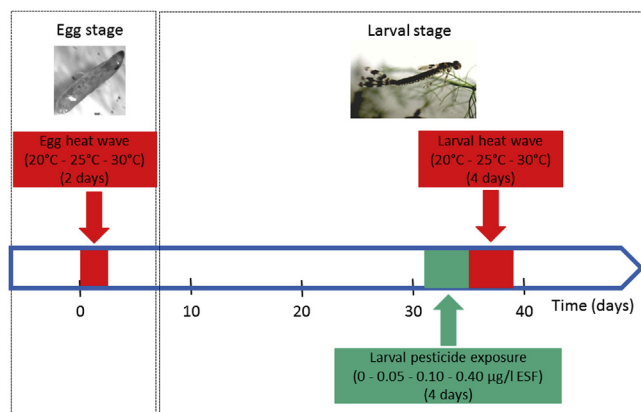 Egg stage
Larval stage
Egg heat wave
(20°C - 25°C - 30°C)
(2 days)
Larval heat wave
(20°C - 25°C - 30°C)
(4 days)
0
10
20
30
40
Time (days)
Larval pesticide exposure
(0 - 0.05 - 0.10 - 0.40 µg/l ESF)
(4 days)